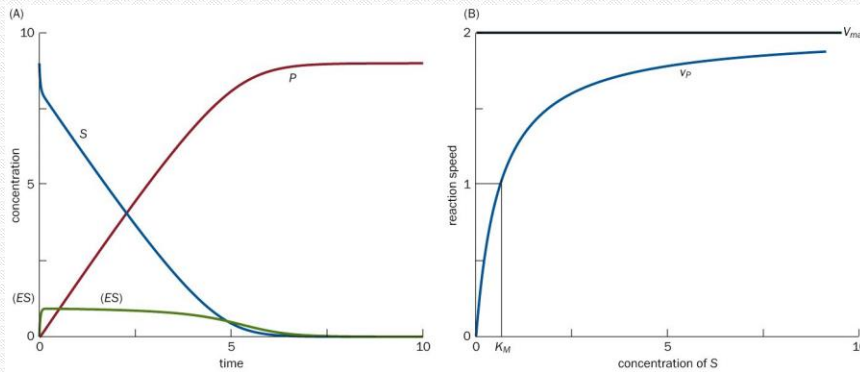 (A)
10
5
0
concentration
S
P
(ES)
(ES)
0
5
10
time
(B)
2
1
0
reaction speed
V
v_P
0
K_M
5
10
concentration of S